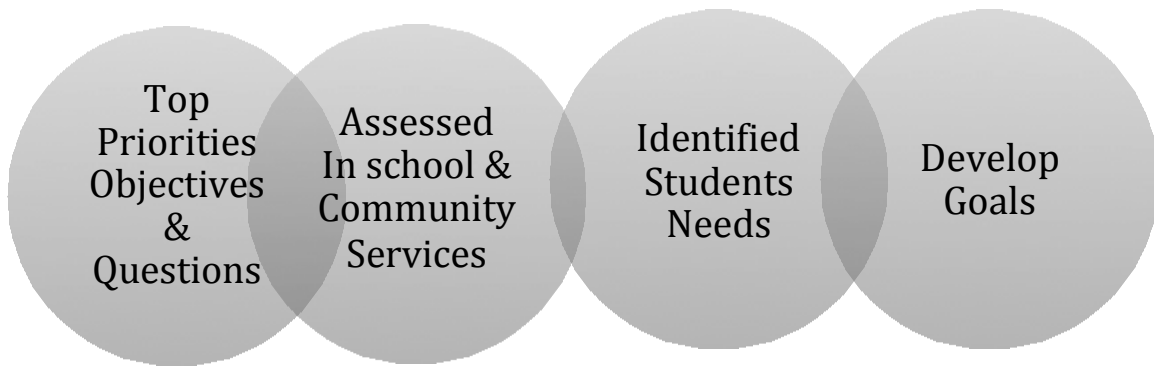 Top
Priorities
Objectives
&
Questions
Assessed
In school &
Community
Services
Identified
Students
Needs
Develop
Goals